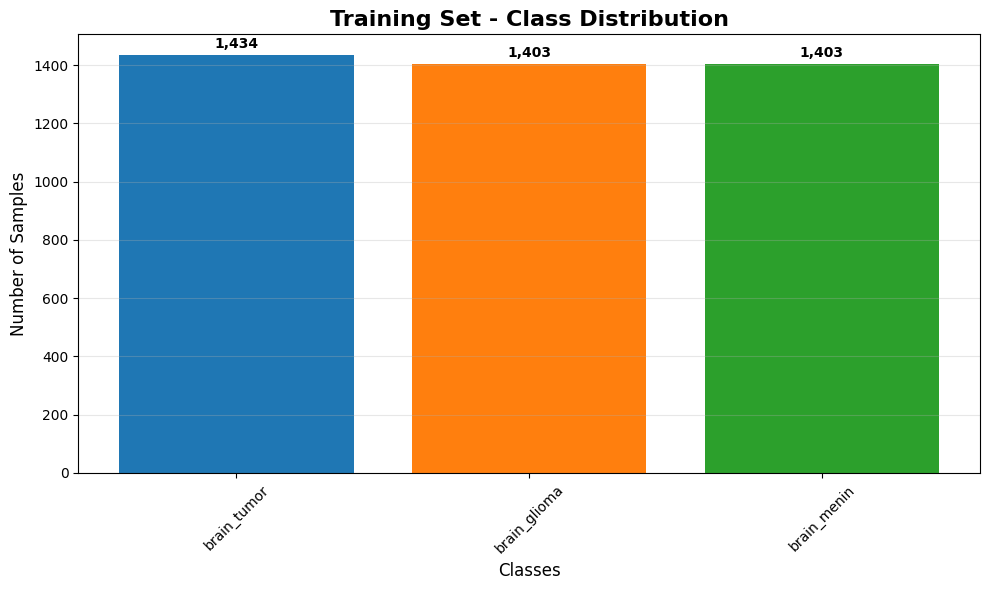 Training Set - Class Distribution
1,434
1,403
1,403
Number of Samples
1400
1200
1000
800
600
400
200
0
brain_tumor
brain_glioma
brain_menin
Classes